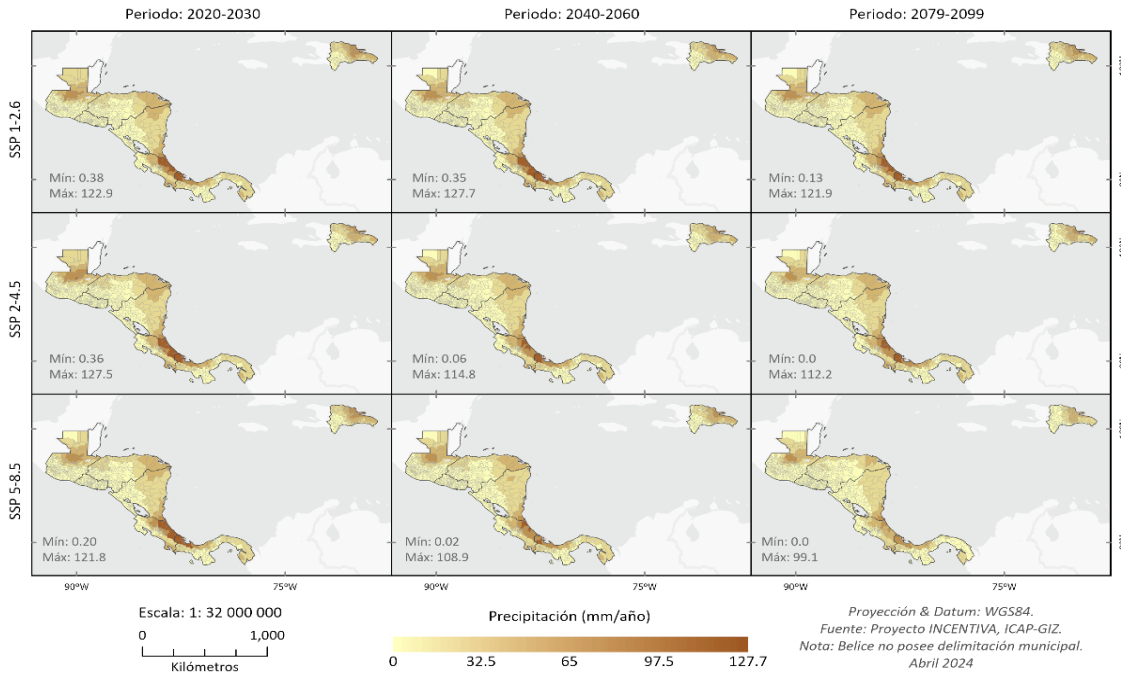 Periodo: 2020-2030
Periodo: 2040-2060
Periodo: 2079-2099
SSP 1-2.6
Mín: 0.38
Máx: 122.9
Mín: 0.35
Máx: 127.7
Mín: 0.13
Máx: 121.9
SSP 2-4.5
Mín: 0.36
Máx: 127.5
Mín: 0.06
Máx: 114.8
Mín: 0.0
Máx: 112.2
SSP 5-8.5
Mín: 0.20
Máx: 121.8
Mín: 0.02
Máx: 108.9
Mín: 0.0
Máx: 99.1
90°W 75°W 90°W 75°W 90°W 75°W
Escala: 1: 32 000 000
0 1,000
Kilómetros
Precipitación (mm/año)
0 32.5 65 97.5 127.7
Proyección & Datum: WGS84.
Fuente: Proyecto INCENTIVA, ICAP-GIZ.
Nota: Belice no posee delimitación municipal.
Abril 2024